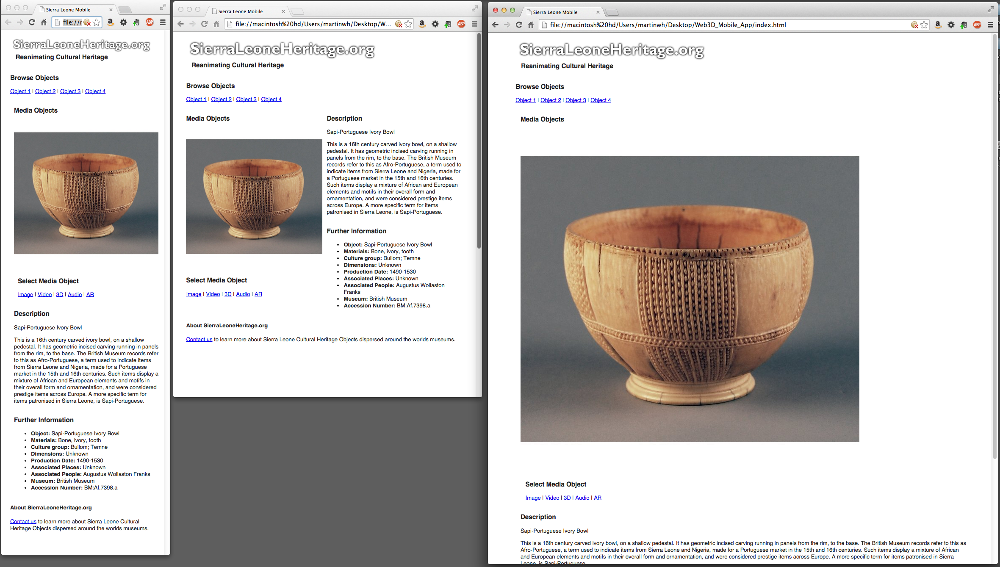 Sierra Leone Mobile
file://r
ABP
SierraLeoneHeritage.org
Reanimating Cultural Heritage
Browse Objects
Object 1 | Object 2 | Object 3 | Object 4
Media Objects
Select Media Object
Image | Video | 3D | Audio | AR
Description
Sapi-Portuguese Ivory Bowl
This is a 16th century carved ivory bowl, on a shallow
pedestal. It has geometric incised carving running in panels
from the rim, to the base. The British Museum records refer
to this as Afro-Portuguese, a term used to indicate items
from Sierra Leone and Nigeria, made for a Portuguese
market in the 15th and 16th centuries. Such items display a
mixture of African and European elements and motifs in
their overall form and ornamentation, and were considered
prestige items across Europe. A more specific term for
items patronised in Sierra Leone, is Sapi-Portuguese.
Further Information
• Object: Sapi-Portuguese Ivory Bowl
• Materials: Bone, ivory, tooth
• Culture group: Bullom; Temne
• Dimensions: Unknown
• Production Date: 1490-1530
• Associated Places: Unknown
• Associated People: Augustus Wollaston Franks
• Museum: British Museum
• Accession Number: BM:Af.7398.a
About SierraLeoneHeritage.org
Contact us to learn more about Sierra Leone Cultural
Heritage Objects dispersed around the worlds museums.
Sierra Leone Mobile
file://macintosh%20hd/Users/martinwh/Desktop/W...
a
ABP
SierraLeoneHeritage.org
Reanimating Cultural Heritage
Browse Objects
Object 1 | Object 2 | Object 3 | Object 4
Media Objects
Select Media Object
Image | Video | 3D | Audio | AR
Description
Sapi-Portuguese Ivory Bowl
This is a 16th century carved ivory bowl, on a shallow
pedestal. It has geometric incised carving running in
panels from the rim, to the base. The British Museum
records refer to this as Afro-Portuguese, a term used to
indicate items from Sierra Leone and Nigeria, made for
a Portuguese market in the 15th and 16th centuries.
Such items display a mixture of African and European
elements and motifs in their overall form and
ornamentation, and were considered prestige items
across Europe. A more specific term for items
patronised in Sierra Leone, is Sapi-Portuguese.
Further Information
• Object: Sapi-Portuguese Ivory Bowl
• Materials: Bone, ivory, tooth
• Culture group: Bullom; Temne
• Dimensions: Unknown
• Production Date: 1490-1530
• Associated Places: Unknown
• Associated People: Augustus Wollaston
Franks
• Museum: British Museum
• Accession Number: BM:Af.7398.a
About SierraLeoneHeritage.org
Contact us to learn more about Sierra Leone Cultural Heritage Objects dispersed around the worlds museums.
Sierra Leone Mobile
file://macintosh%20hd/Users/martinwh/Desktop/Web3D_Mobile_App/index.html
a
ABP
SierraLeoneHeritage.org
Reanimating Cultural Heritage
Browse Objects
Object 1 | Object 2 | Object 3 | Object 4
Media Objects
Select Media Object
Image | Video | 3D | Audio | AR
Description
Sapi-Portuguese Ivory Bowl
This is a 16th century carved ivory bowl, on a shallow pedestal. It has geometric incised carving running in panels from the rim, to the base. The British Museum records refer to this as
Afro-Portuguese, a term used to indicate items from Sierra Leone and Nigeria, made for a Portuguese market in the 15th and 16th centuries. Such items display a mixture of African
and European elements and motifs in their overall form and ornamentation, and were considered prestige items across Europe. A more specific term for items patronised in Sierra
Leone, is Sapi-Portuguese